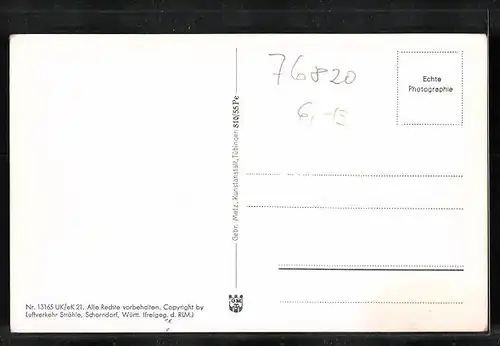 76820
6,-E
Echte
Photographie
Gebr. Metz, Kunstanstalt, Tübingen 810/55 Pe
Nr. 13165 UK/eK 21. Alle Rechte vorbehalten. Copyright by
Luftverkehr Strähle, Schorndorf, Württ. (freigeg. d. RLM.)
GM